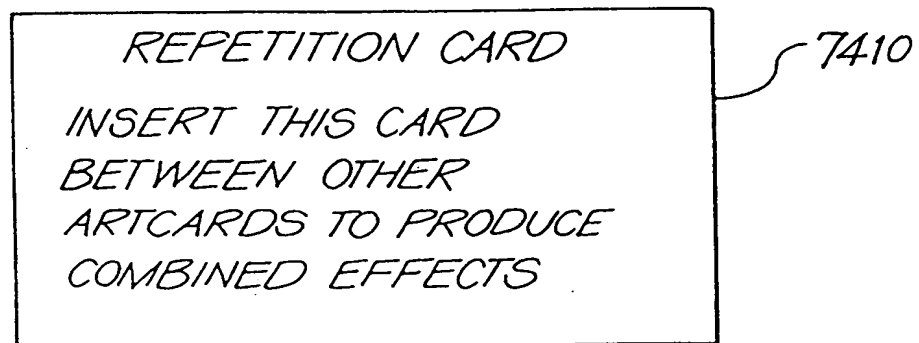 REPETITION CARD
7410
INSERT THIS CARD
BETWEEN OTHER
ARTCARDS TO PRODUCE
COMBINED EFFECTS